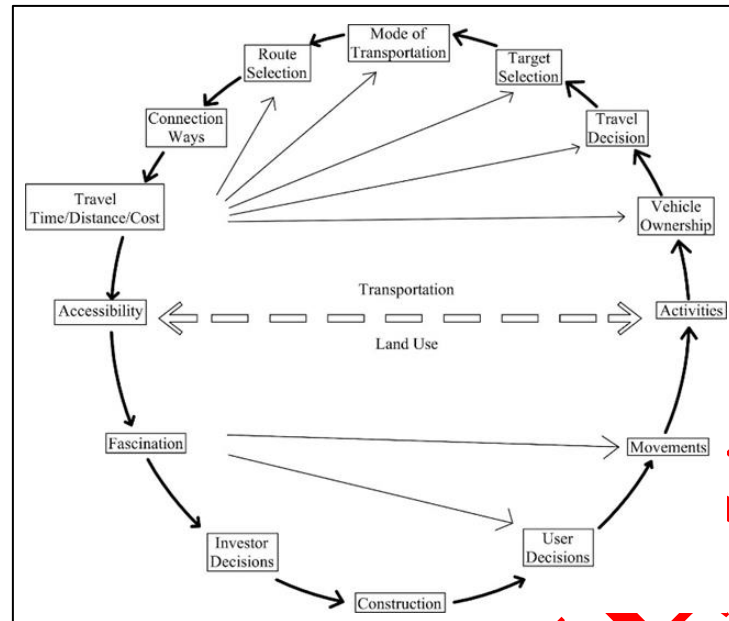 Mode of
Transportation
Route
Selection
Target
Selection
Connection
Ways
Travel
Decision
Travel
Time/Distance/Cost
Vehicle
Ownership
Transportation
Accessibility
Activities
Land Use
Fascination
Movements
Investor
Decisions
User
Decisions
Construction